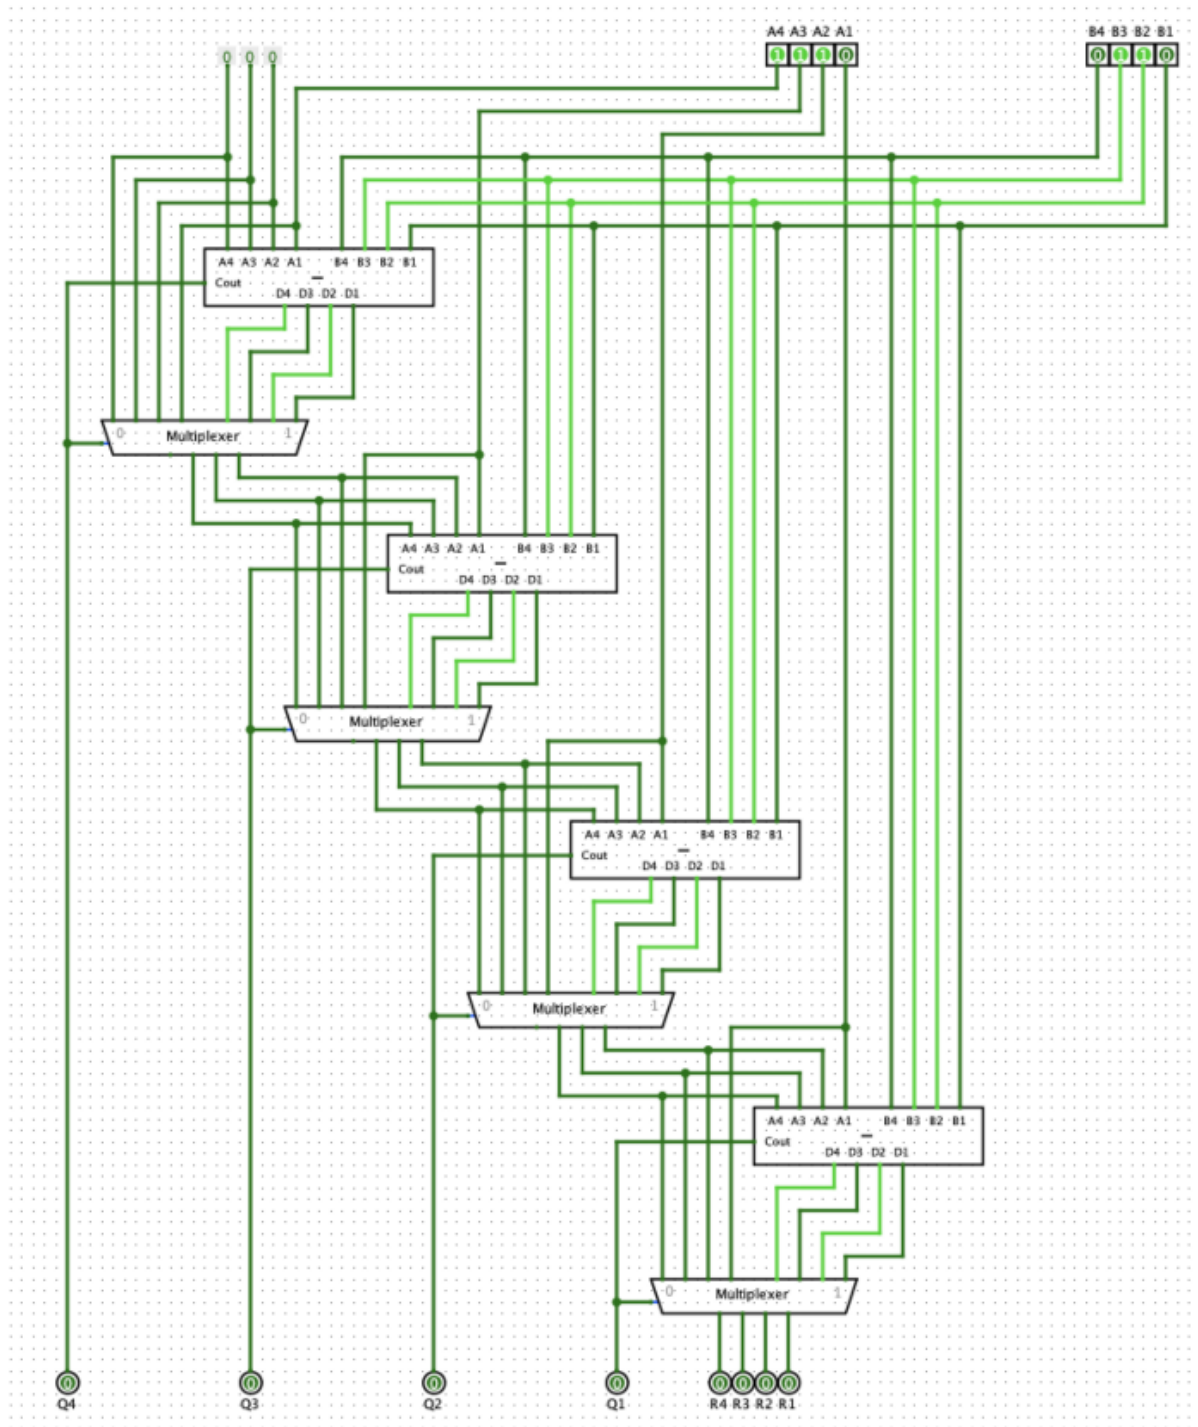 A4 A3 A2 A1 B4 B3 B2 B1
0 0 0 1 1 1 0 0 1 1 0
A4 A3 A2 A1 B4 B3 B2 B1
−
Cout
D4 D3 D2 D1
0 Multiplexer 1
A4 A3 A2 A1 B4 B3 B2 B1
−
Cout
D4 D3 D2 D1
0 Multiplexer 1
A4 A3 A2 A1 B4 B3 B2 B1
−
Cout
D4 D3 D2 D1
0 Multiplexer 1
A4 A3 A2 A1 B4 B3 B2 B1
−
Cout
D4 D3 D2 D1
0 Multiplexer 1
0 0 0 0 0 0 0 0
Q4 Q3 Q2 Q1 R4 R3 R2 R1